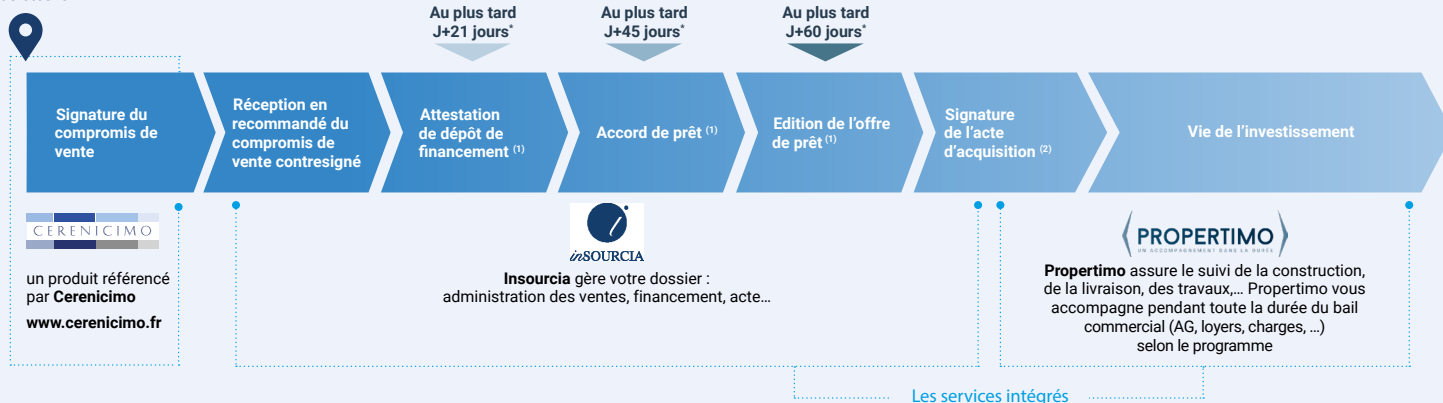 Au plus tard
J+21 jours*
Au plus tard
J+45 jours*
Au plus tard
J+60 jours*
Signature du
compromis de
vente
Réception en
recommandé du
compromis de
vente contresigné
Attestation
de dépôt de
financement (1)
Accord de prêt (1)
Edition de l’offre
de prêt (1)
Signature
de l’acte
d’acquisition (2)
Vie de l’investissement
CERENICIMO
un produit référencé
par Cerenicimo
www.cerenicimo.fr
inSOURCIA
Insourcia gère votre dossier :
administration des ventes, financement, acte…
PROPERTIMO
UN ACCOMPAGNEMENT DANS LA DURÉE
Propertimo assure le suivi de la construction,
de la livraison, des travaux,… Propertimo vous
accompagne pendant toute la durée du bail
commercial (AG, loyers, charges, …)
selon le programme
Les services intégrés